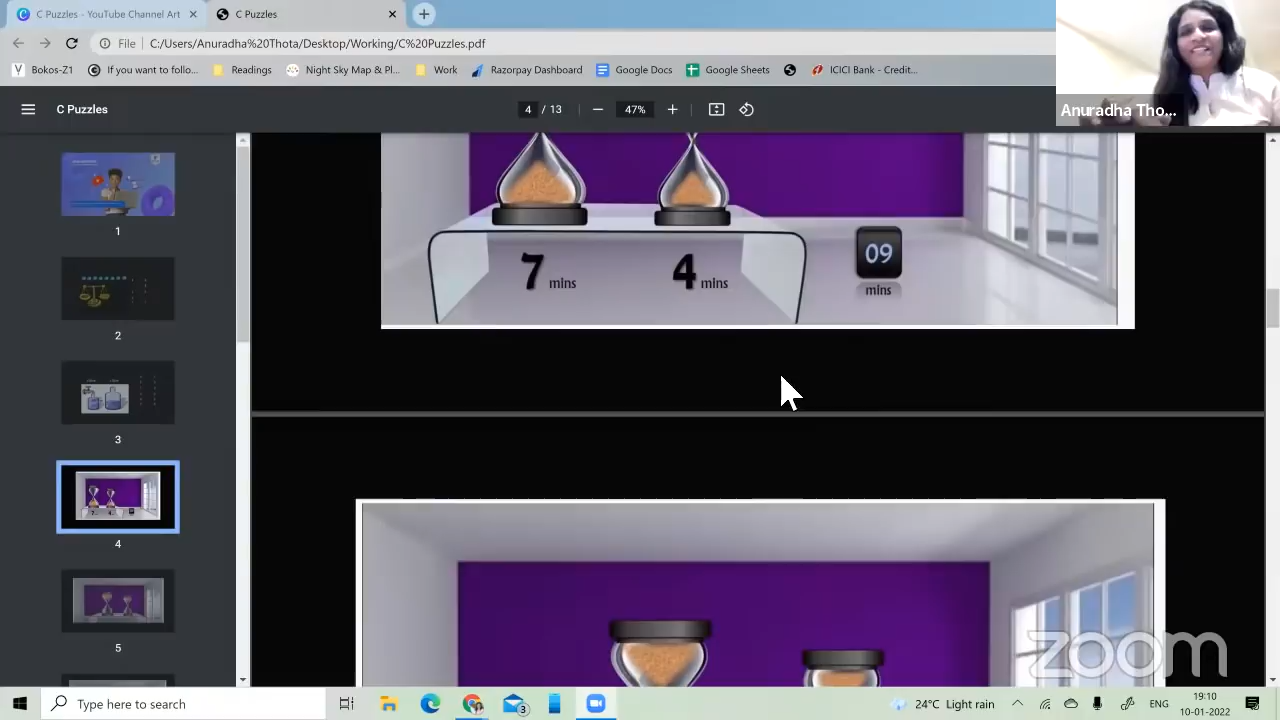 C Puzzles - YouTube Channel Art
C Puzzles
File C:/Users/Anuradha%20Thota/Desktop/Working/C%20Puzzles.pdf
Bokos-Z1 If you want to follo... Readings Night Sky Map & Pl... Work Razorpay Dashboard Google Docs Google Sheets ICICI Bank - Credit...
Anuradha Tho...
C Puzzles 4 / 13 47%
1
2
3
4
5
7 mins 4 mins
09
mins
zoom
Type here to search
3
24°C Light rain ENG
19:10
10-01-2022